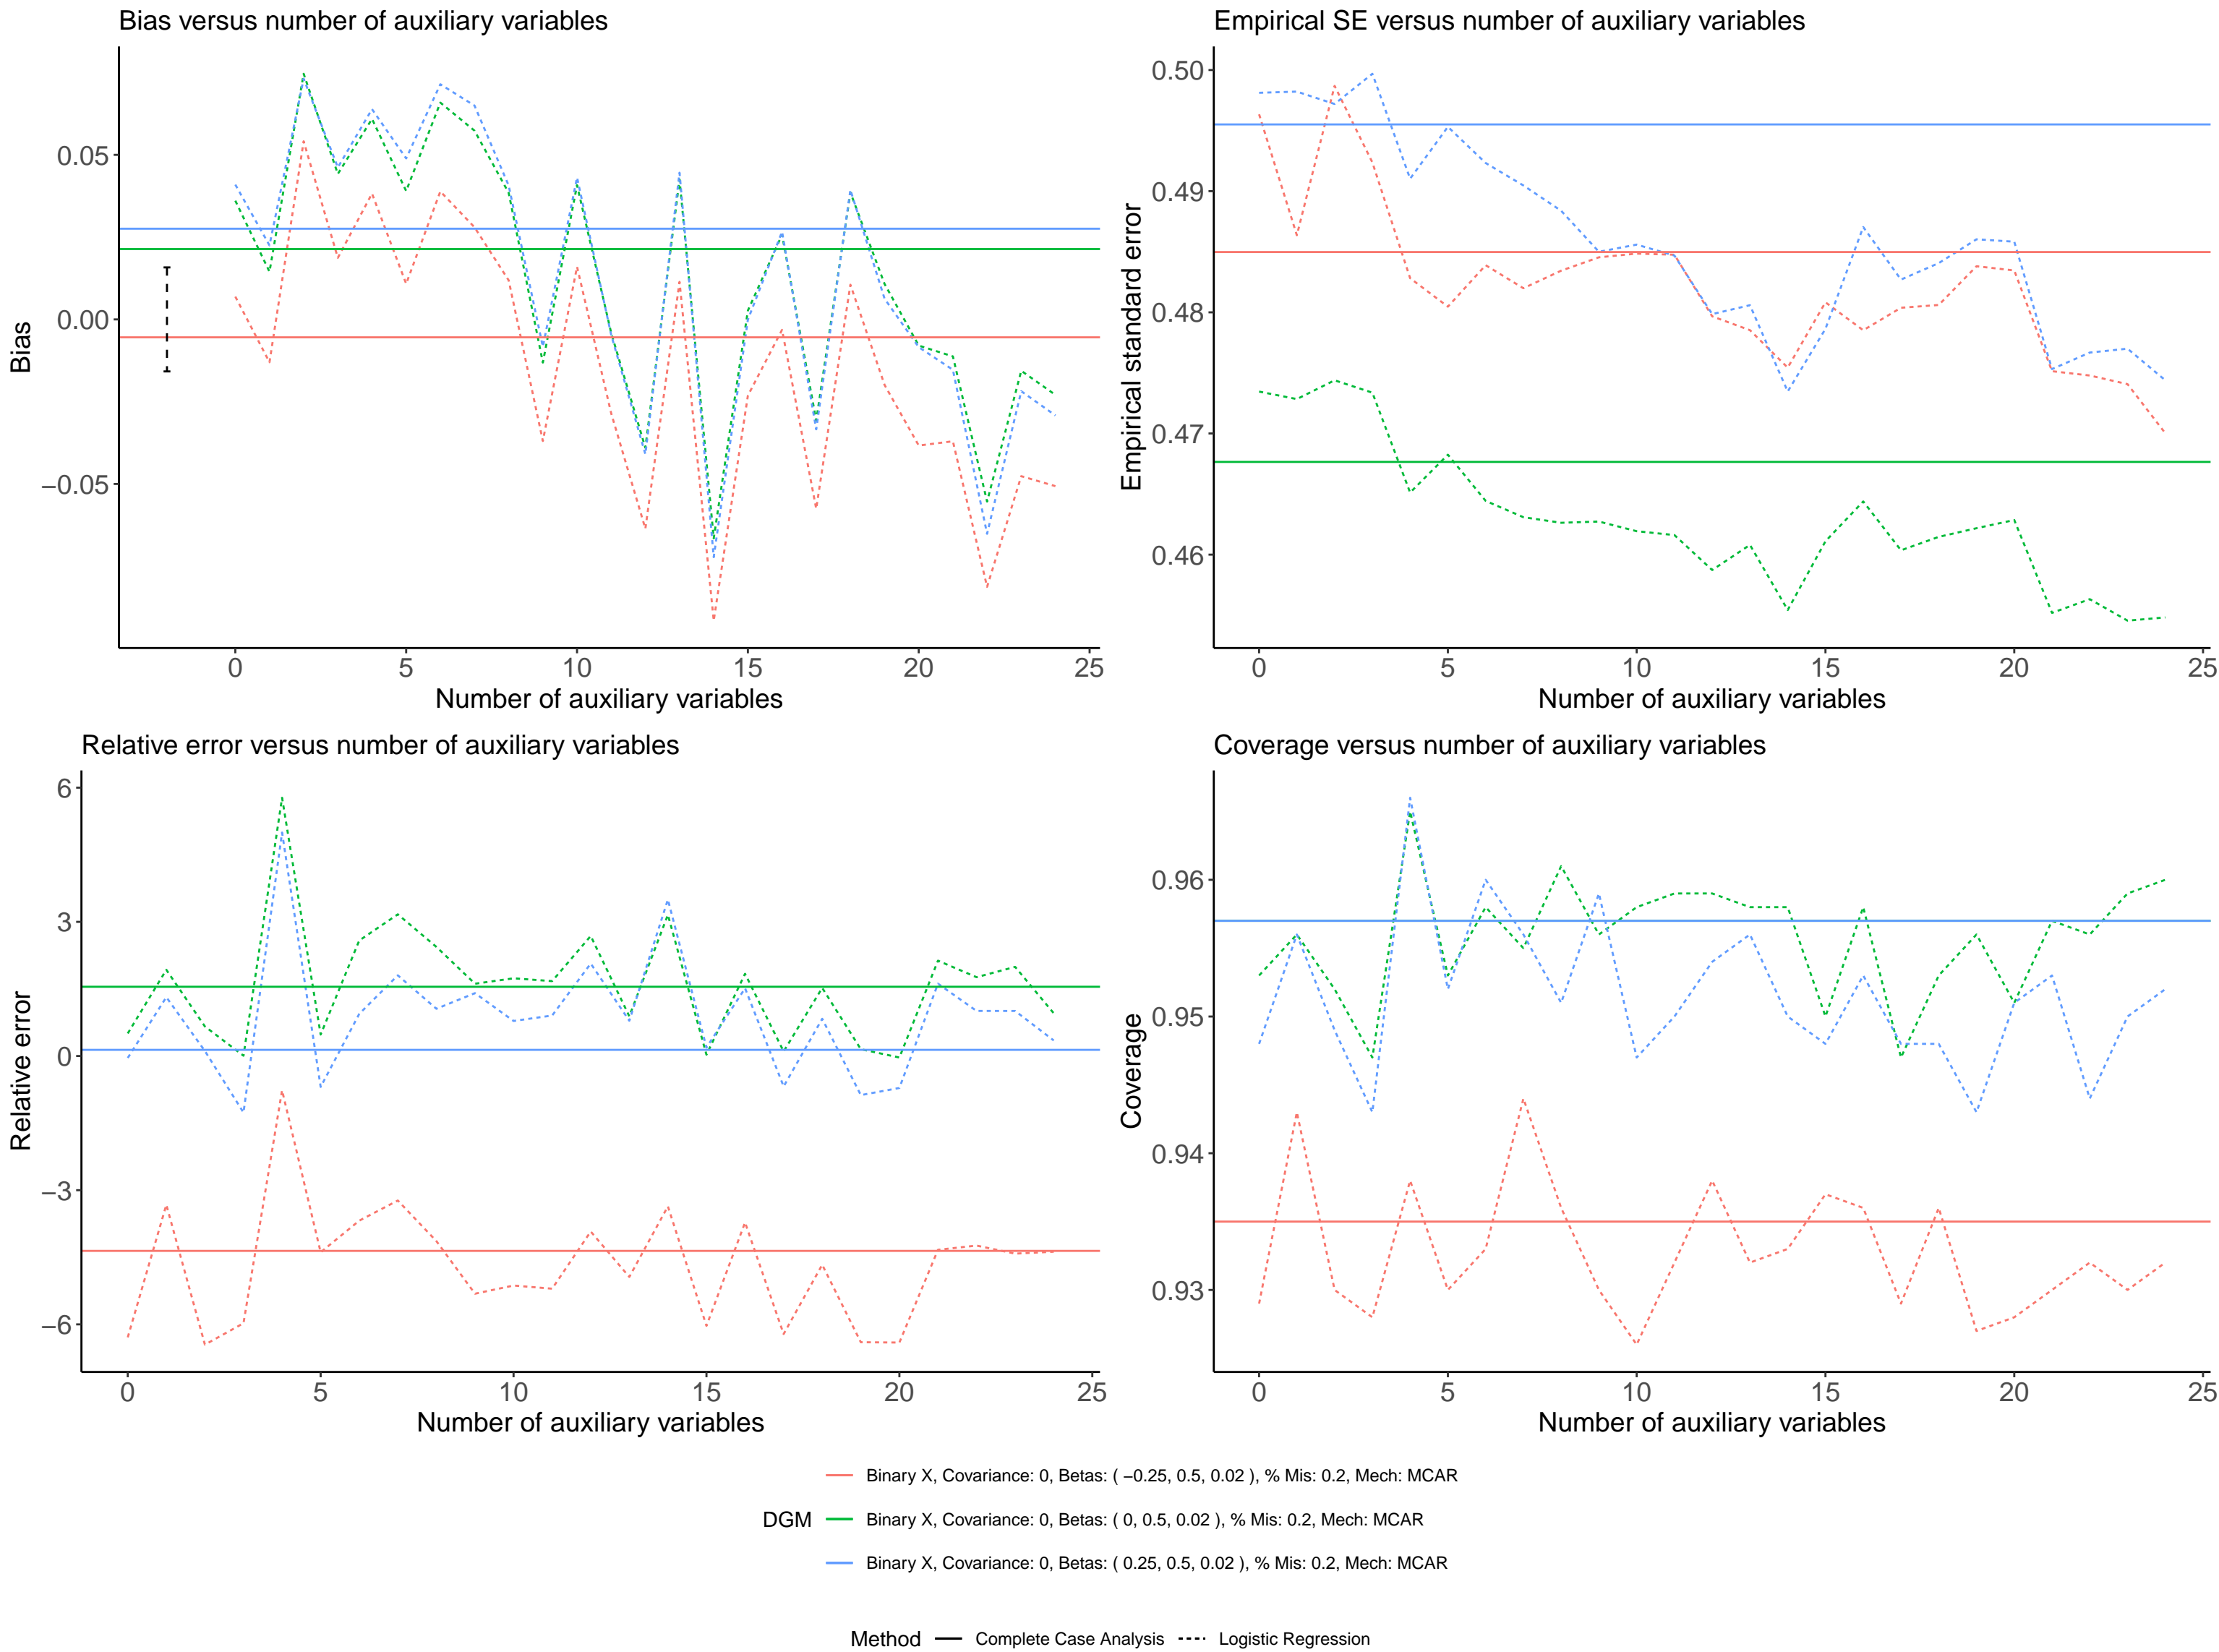 Bias versus number of auxiliary variables
Bias
0.05
0.00
−0.05
0 5 10 15 20 25
Number of auxiliary variables
Empirical SE versus number of auxiliary variables
Empirical standard error
0.50
0.49
0.48
0.47
0.46
0 5 10 15 20 25
Number of auxiliary variables
Relative error versus number of auxiliary variables
Relative error
6
3
0
−3
−6
0 5 10 15 20 25
Number of auxiliary variables
Coverage versus number of auxiliary variables
Coverage
0.96
0.95
0.94
0.93
0 5 10 15 20 25
Number of auxiliary variables
DGM
Binary X, Covariance: 0, Betas: ( −0.25, 0.5, 0.02 ), % Mis: 0.2, Mech: MCAR
Binary X, Covariance: 0, Betas: ( 0, 0.5, 0.02 ), % Mis: 0.2, Mech: MCAR
Binary X, Covariance: 0, Betas: ( 0.25, 0.5, 0.02 ), % Mis: 0.2, Mech: MCAR
Method Complete Case Analysis Logistic Regression